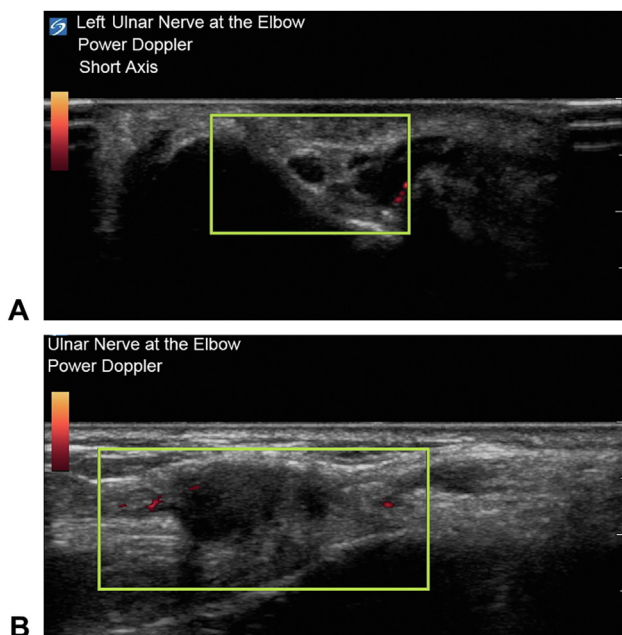 Left Ulnar Nerve at the Elbow
Power Doppler
Short Axis
A
Ulnar Nerve at the Elbow
Power Doppler
B